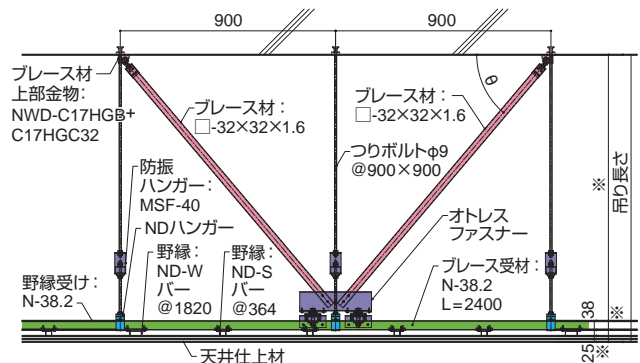 900
900
θ
ブレース材
上部金物：
NWD-C17HGB+
C17HGC32
ブレース材：
□-32×32×1.6
ブレース材：
□-32×32×1.6
つりボルトφ9
@900×900
防振
ハンガー：
MSF-40
NDハンガー
オトレス
ファスナー
野縁受け：
N-38.2
野縁：
ND-W
バー
@1820
野縁：
ND-S
バー
@364
ブレース受材：
N-38.2
L=2400
天井仕上材
※
吊り長さ
※
38
※
25
※